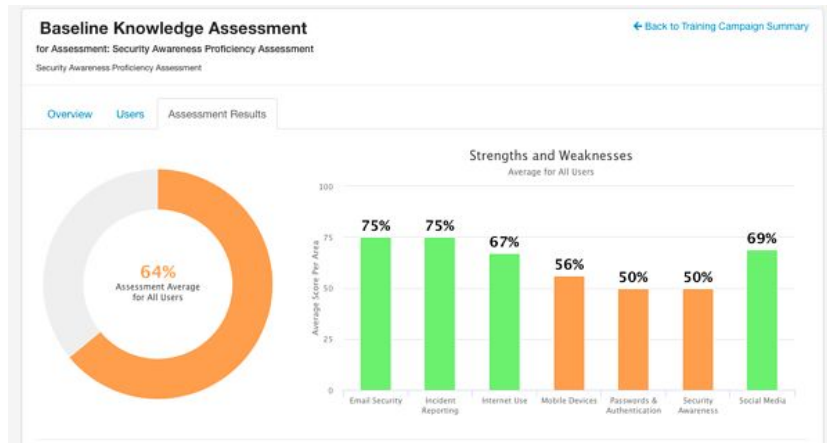 Baseline Knowledge Assessment
← Back to Training Campaign Summary
for Assessment: Security Awareness Proficiency Assessment
Security Awareness Proficiency Assessment
Overview
Users
Assessment Results
64%
Assessment Average
for All Users
Strengths and Weaknesses
Average for All Users
Average Score Per Area
100
75
50
25
0
75%
75%
67%
56%
50%
50%
69%
Email Security
Incident
Reporting
Internet Use
Mobile Devices
Passwords &
Authentication
Security
Awareness
Social Media